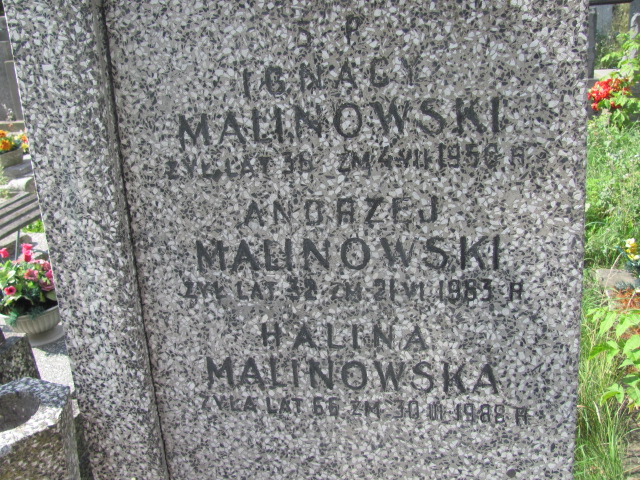 Ś P
IGNACY
MALINOWSKI
ŻYŁ LAT 38 ZM 4 VII 1956 R.
ANDRZEJ
MALINOWSKI
ŻYŁ LAT 32 ZM 21 VI 1983 R
HALINA
MALINOWSKA
ŻYŁA LAT 66 ZM 30 III 1988 R